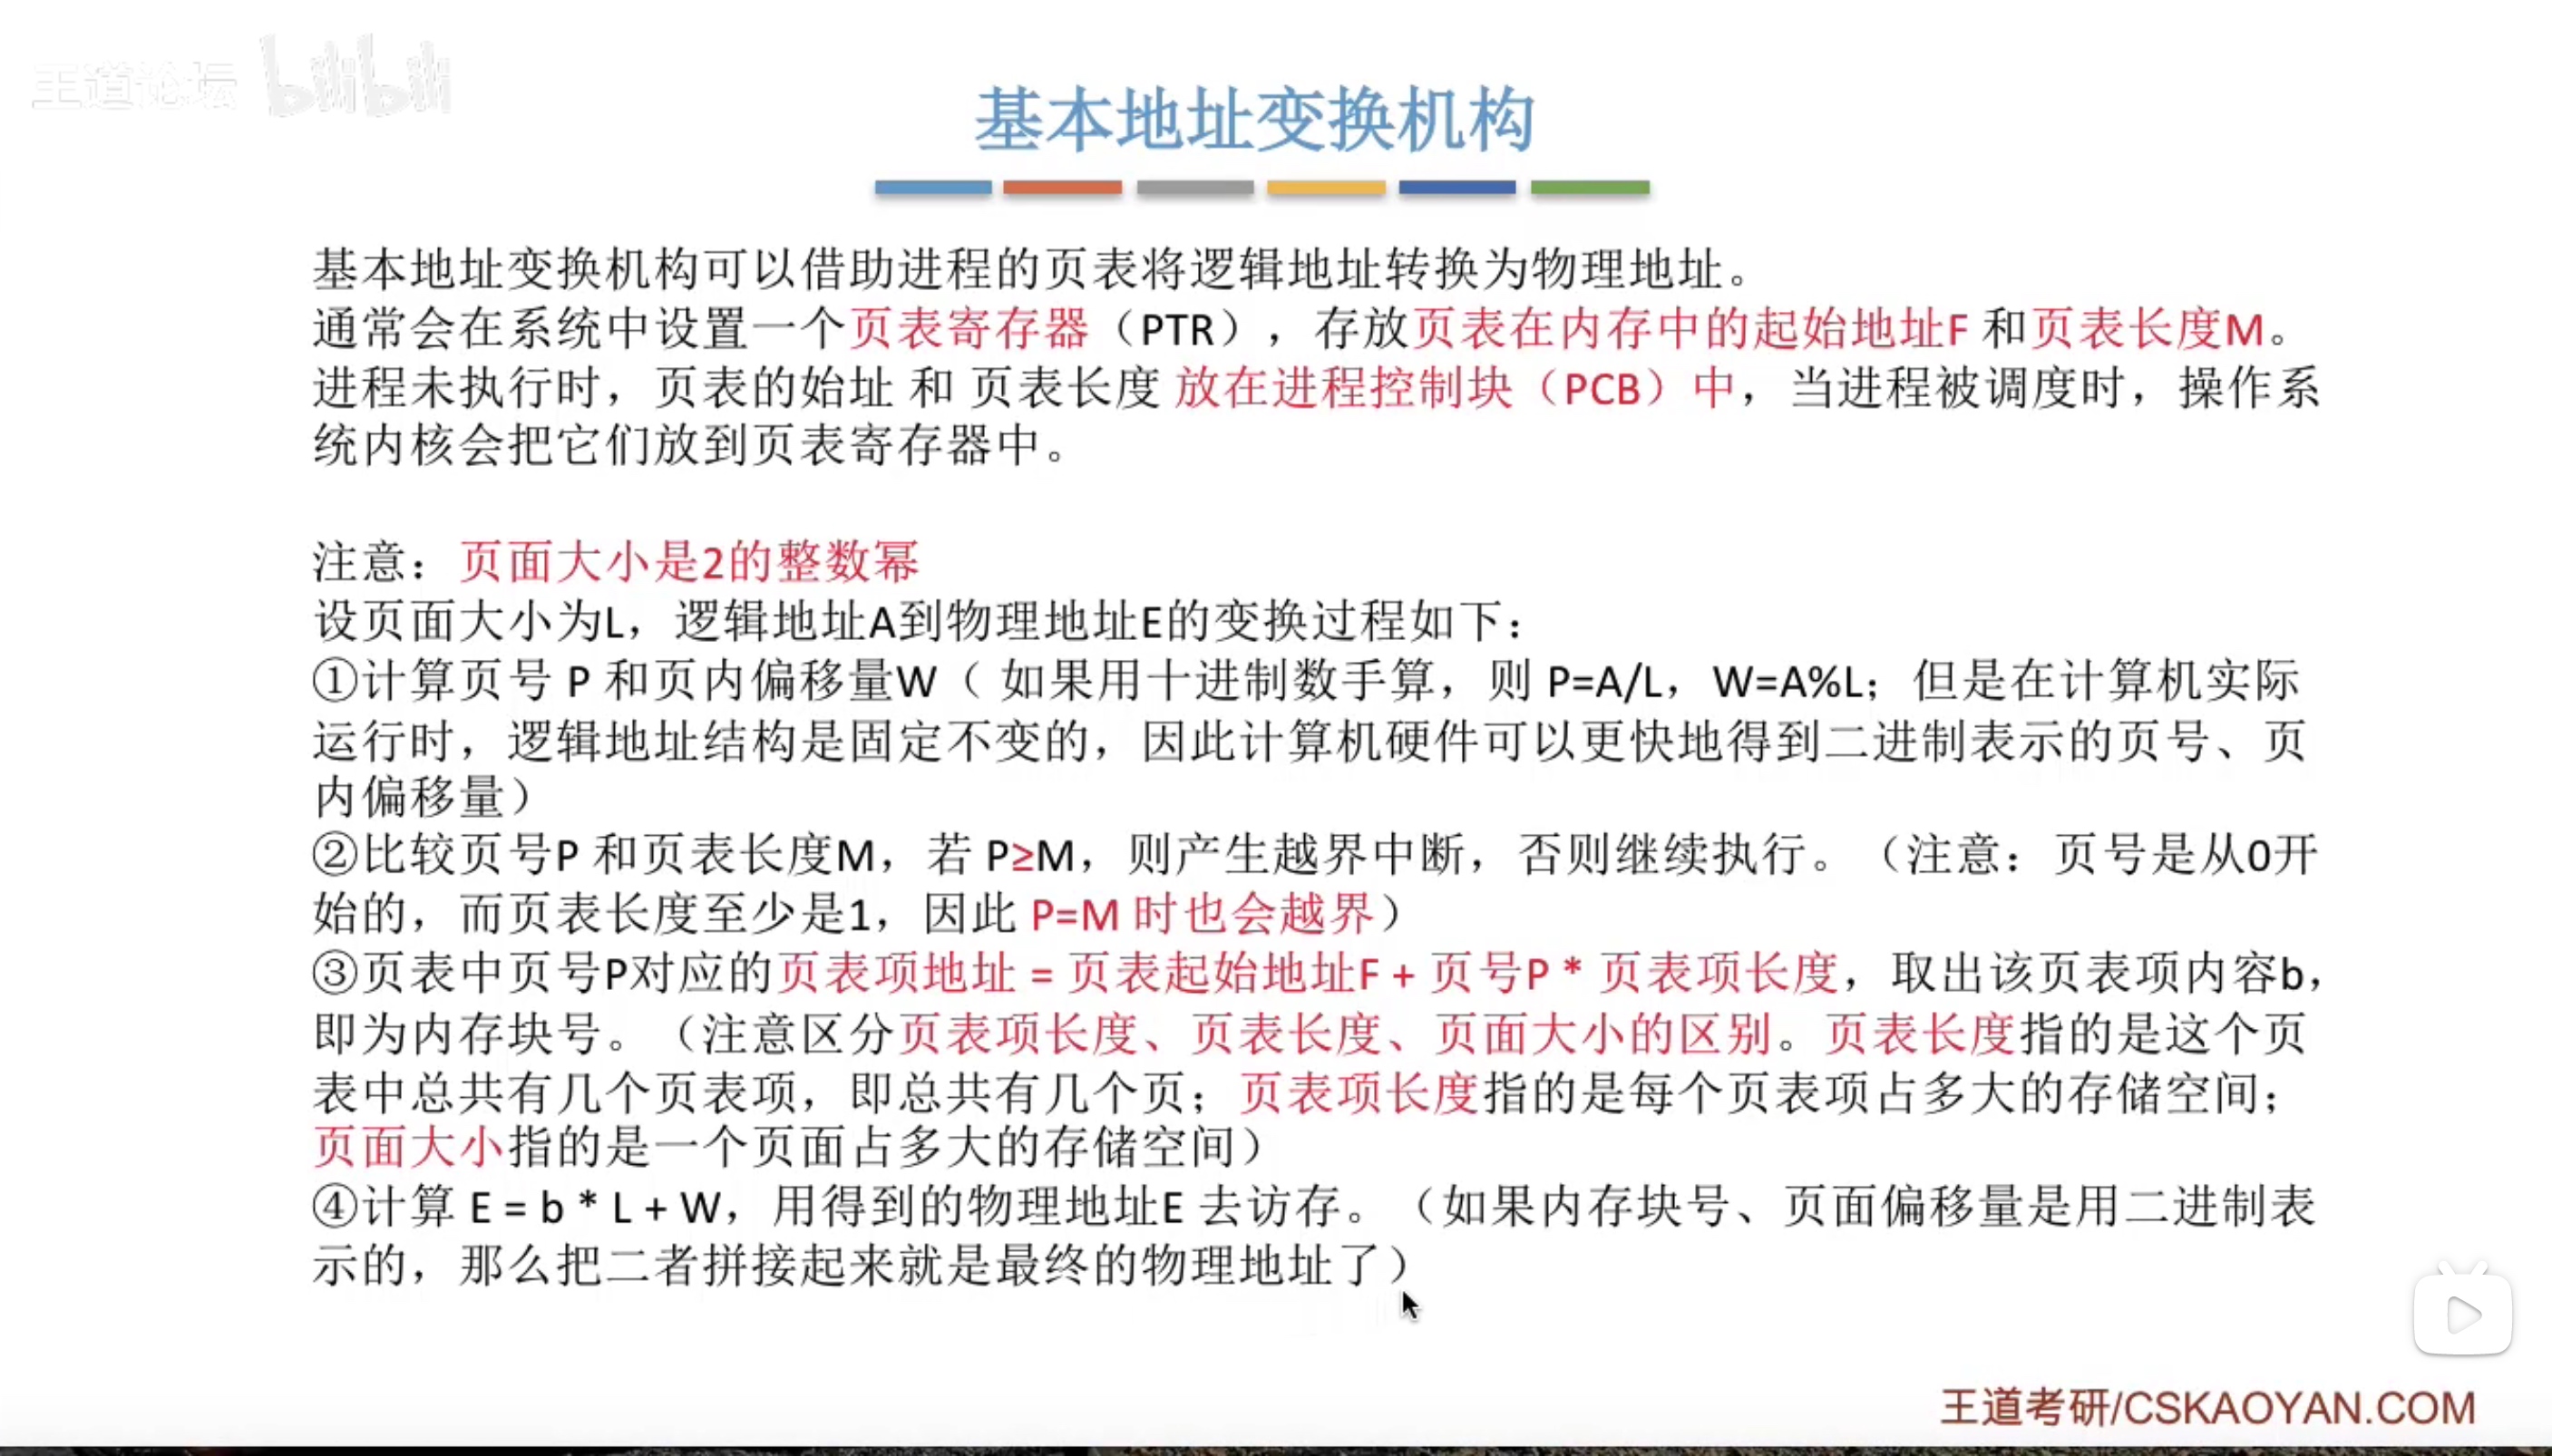 王道论坛 bilibili
基本地址变换机构
基本地址变换机构可以借助进程的页表将逻辑地址转换为物理地址。
通常会在系统中设置一个页表寄存器（PTR），存放页表在内存中的起始地址F 和页表长度M。
进程未执行时，页表的始址 和 页表长度 放在进程控制块（PCB）中，当进程被调度时，操作系
统内核会把它们放到页表寄存器中。
注意：页面大小是2的整数幂
设页面大小为L，逻辑地址A到物理地址E的变换过程如下：
①计算页号 P 和页内偏移量W（ 如果用十进制数手算，则 P=A/L，W=A%L；但是在计算机实际
运行时，逻辑地址结构是固定不变的，因此计算机硬件可以更快地得到二进制表示的页号、页
内偏移量）
②比较页号P 和页表长度M，若 P≥M，则产生越界中断，否则继续执行。（注意：页号是从0开
始的，而页表长度至少是1，因此 P=M 时也会越界）
③页表中页号P对应的页表项地址 = 页表起始地址F + 页号P * 页表项长度，取出该页表项内容b，
即为内存块号。（注意区分页表项长度、页表长度、页面大小的区别。页表长度指的是这个页
表中总共有几个页表项，即总共有几个页；页表项长度指的是每个页表项占多大的存储空间；
页面大小指的是一个页面占多大的存储空间）
④计算 E = b * L + W，用得到的物理地址E 去访存。（如果内存块号、页面偏移量是用二进制表
示的，那么把二者拼接起来就是最终的物理地址了）
王道考研/CSKAOYAN.COM